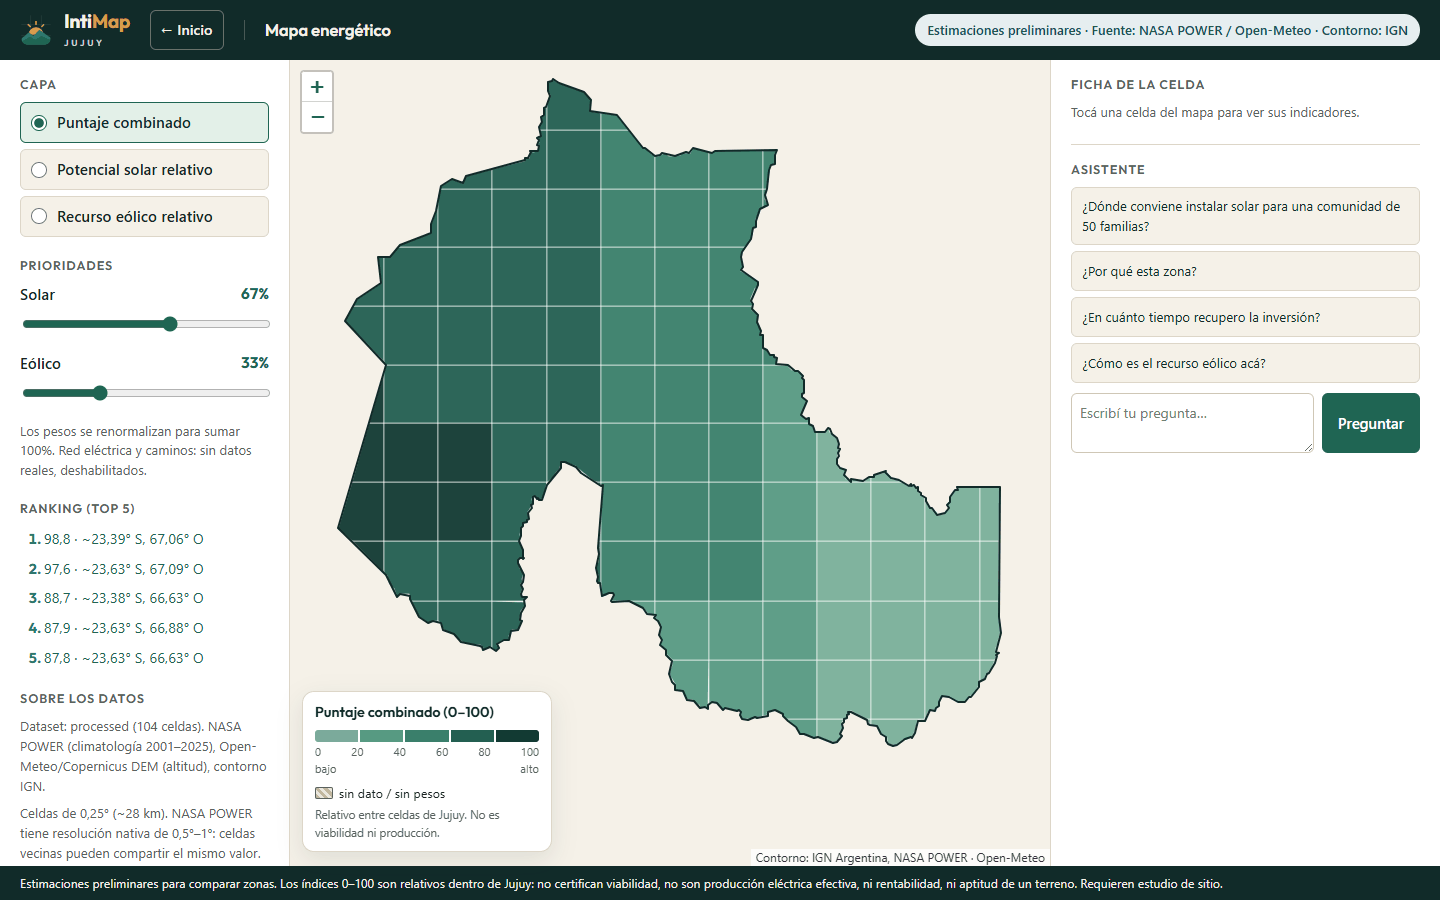 IntiMap
JUJUY
← Inicio
Mapa energético
Estimaciones preliminares · Fuente: NASA POWER / Open-Meteo · Contorno: IGN
CAPA
Puntaje combinado
Potencial solar relativo
Recurso eólico relativo
PRIORIDADES
Solar 67%
Eólico 33%
Los pesos se renormalizan para sumar
100%. Red eléctrica y caminos: sin datos
reales, deshabilitados.
RANKING (TOP 5)
1. 98,8 · ~23,39° S, 67,06° O
2. 97,6 · ~23,63° S, 67,09° O
3. 88,7 · ~23,38° S, 66,63° O
4. 87,9 · ~23,63° S, 66,88° O
5. 87,8 · ~23,63° S, 66,63° O
SOBRE LOS DATOS
Dataset: processed (104 celdas). NASA
POWER (climatología 2001–2025), Open-
Meteo/Copernicus DEM (altitud), contorno
IGN.
Celdas de 0,25° (~28 km). NASA POWER
tiene resolución nativa de 0,5°–1°: celdas
vecinas pueden compartir el mismo valor.
+
−
Puntaje combinado (0–100)
0 20 40 60 80 100
bajo alto
sin dato / sin pesos
Relativo entre celdas de Jujuy. No es
viabilidad ni producción.
Contorno: IGN Argentina, NASA POWER · Open-Meteo
FICHA DE LA CELDA
Tocá una celda del mapa para ver sus indicadores.
ASISTENTE
¿Dónde conviene instalar solar para una comunidad de
50 familias?
¿Por qué esta zona?
¿En cuánto tiempo recupero la inversión?
¿Cómo es el recurso eólico acá?
Escribí tu pregunta...
Preguntar
Estimaciones preliminares para comparar zonas. Los índices 0–100 son relativos dentro de Jujuy: no certifican viabilidad, no son producción eléctrica efectiva, ni rentabilidad, ni aptitud de un terreno. Requieren estudio de sitio.